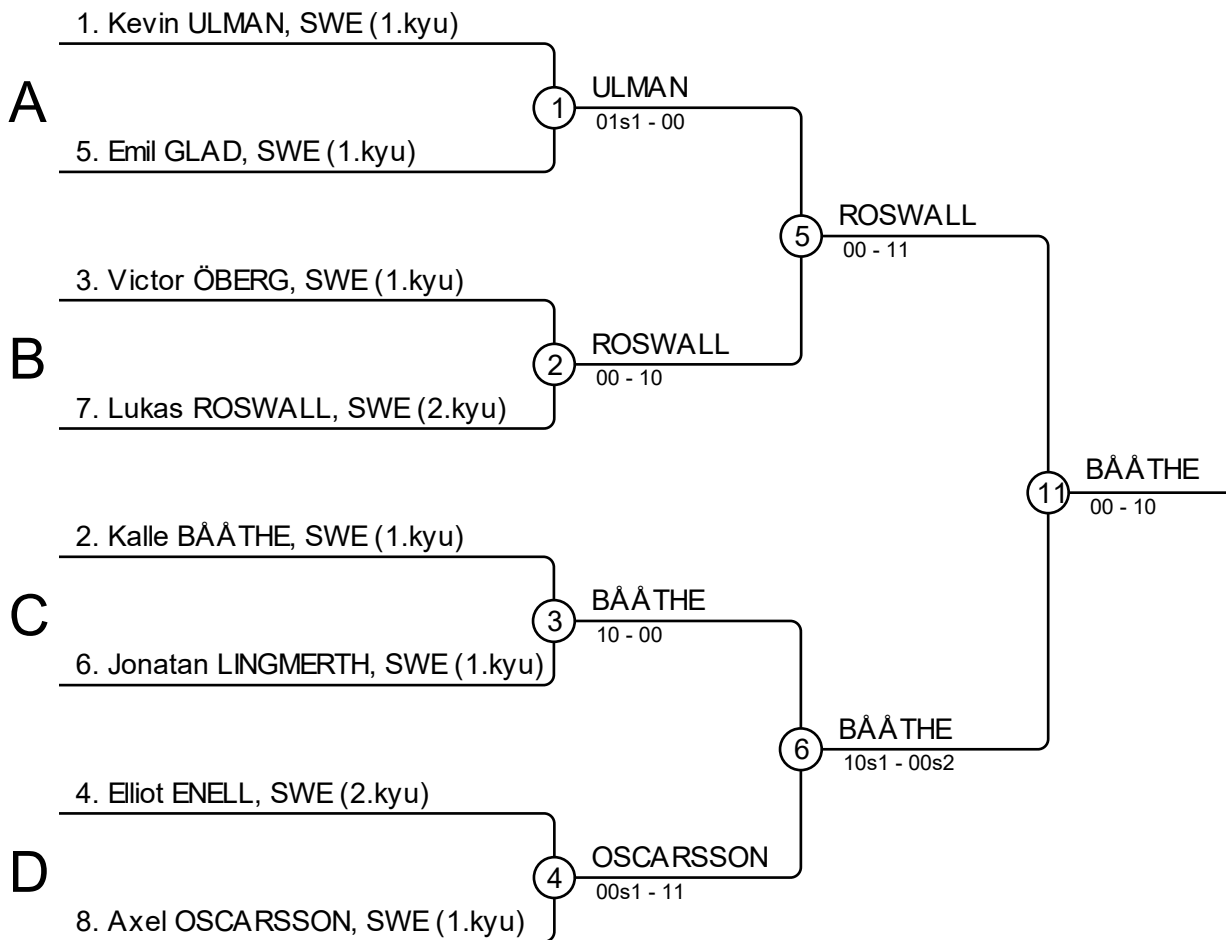 1. Kevin ULMAN, SWE (1.kyu)
A
1
ULMAN
01s1 - 00
5. Emil GLAD, SWE (1.kyu)
5
ROSWALL
00 - 11
3. Victor ÖBERG, SWE (1.kyu)
B
2
ROSWALL
00 - 10
7. Lukas ROSWALL, SWE (2.kyu)
11
BÅÅTHE
00 - 10
2. Kalle BÅÅTHE, SWE (1.kyu)
C
3
BÅÅTHE
10 - 00
6. Jonatan LINGMERTH, SWE (1.kyu)
6
BÅÅTHE
10s1 - 00s2
4. Elliot ENELL, SWE (2.kyu)
D
4
OSCARSSON
00s1 - 11
8. Axel OSCARSSON, SWE (1.kyu)